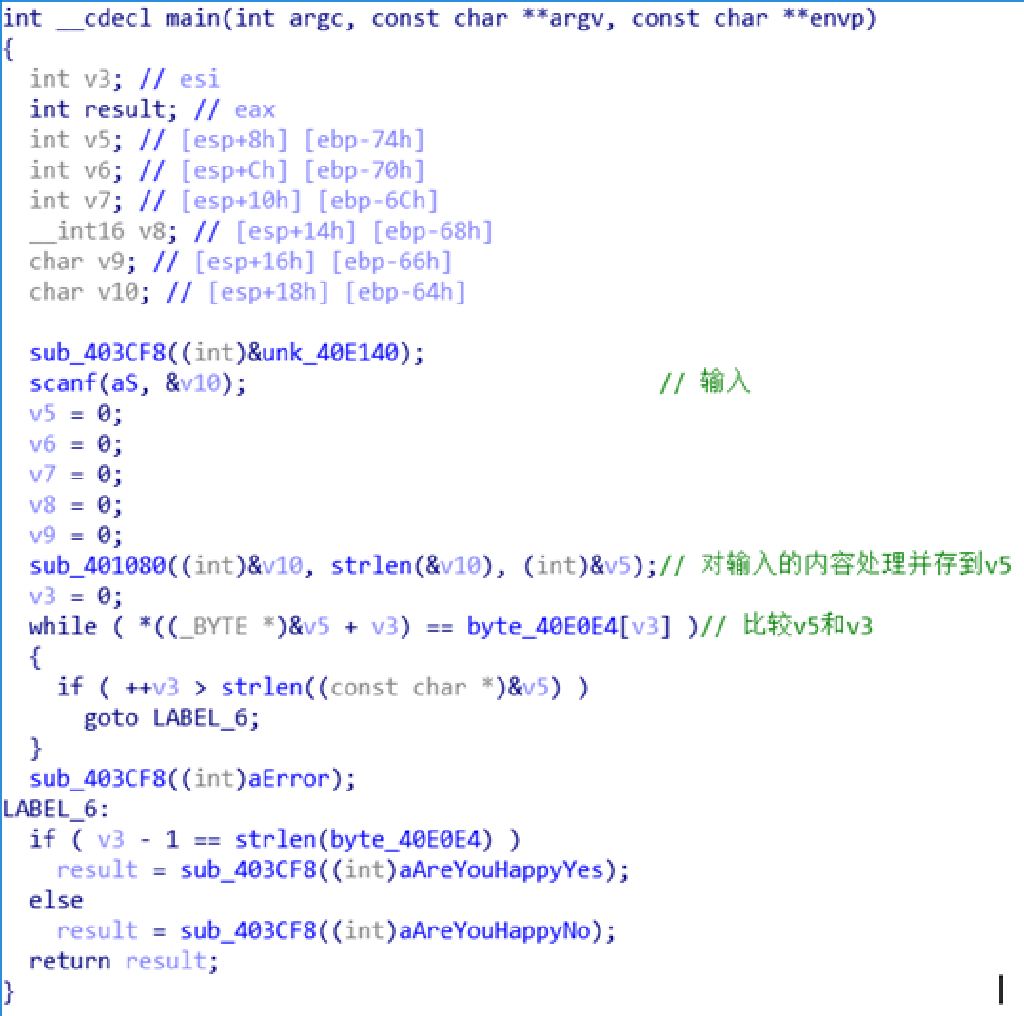 int __cdecl main(int argc, const char **argv, const char **envp)
{
  int v3; // esi
  int result; // eax
  int v5; // [esp+8h] [ebp-74h]
  int v6; // [esp+Ch] [ebp-70h]
  int v7; // [esp+10h] [ebp-6Ch]
  __int16 v8; // [esp+14h] [ebp-68h]
  char v9; // [esp+16h] [ebp-66h]
  char v10; // [esp+18h] [ebp-64h]

  sub_403CF8((int)&unk_40E140);
  scanf(aS, &v10);                              // 输入
  v5 = 0;
  v6 = 0;
  v7 = 0;
  v8 = 0;
  v9 = 0;
  sub_401080((int)&v10, strlen(&v10), (int)&v5);// 对输入的内容处理并存到v5
  v3 = 0;
  while ( *((_BYTE *)&v5 + v3) == byte_40E0E4[v3] )// 比较v5和v3
  {
    if ( ++v3 > strlen((const char *)&v5) )
      goto LABEL_6;
  }
  sub_403CF8((int)aError);
LABEL_6:
  if ( v3 - 1 == strlen(byte_40E0E4) )
    result = sub_403CF8((int)aAreYouHappyYes);
  else
    result = sub_403CF8((int)aAreYouHappyNo);
  return result;
}